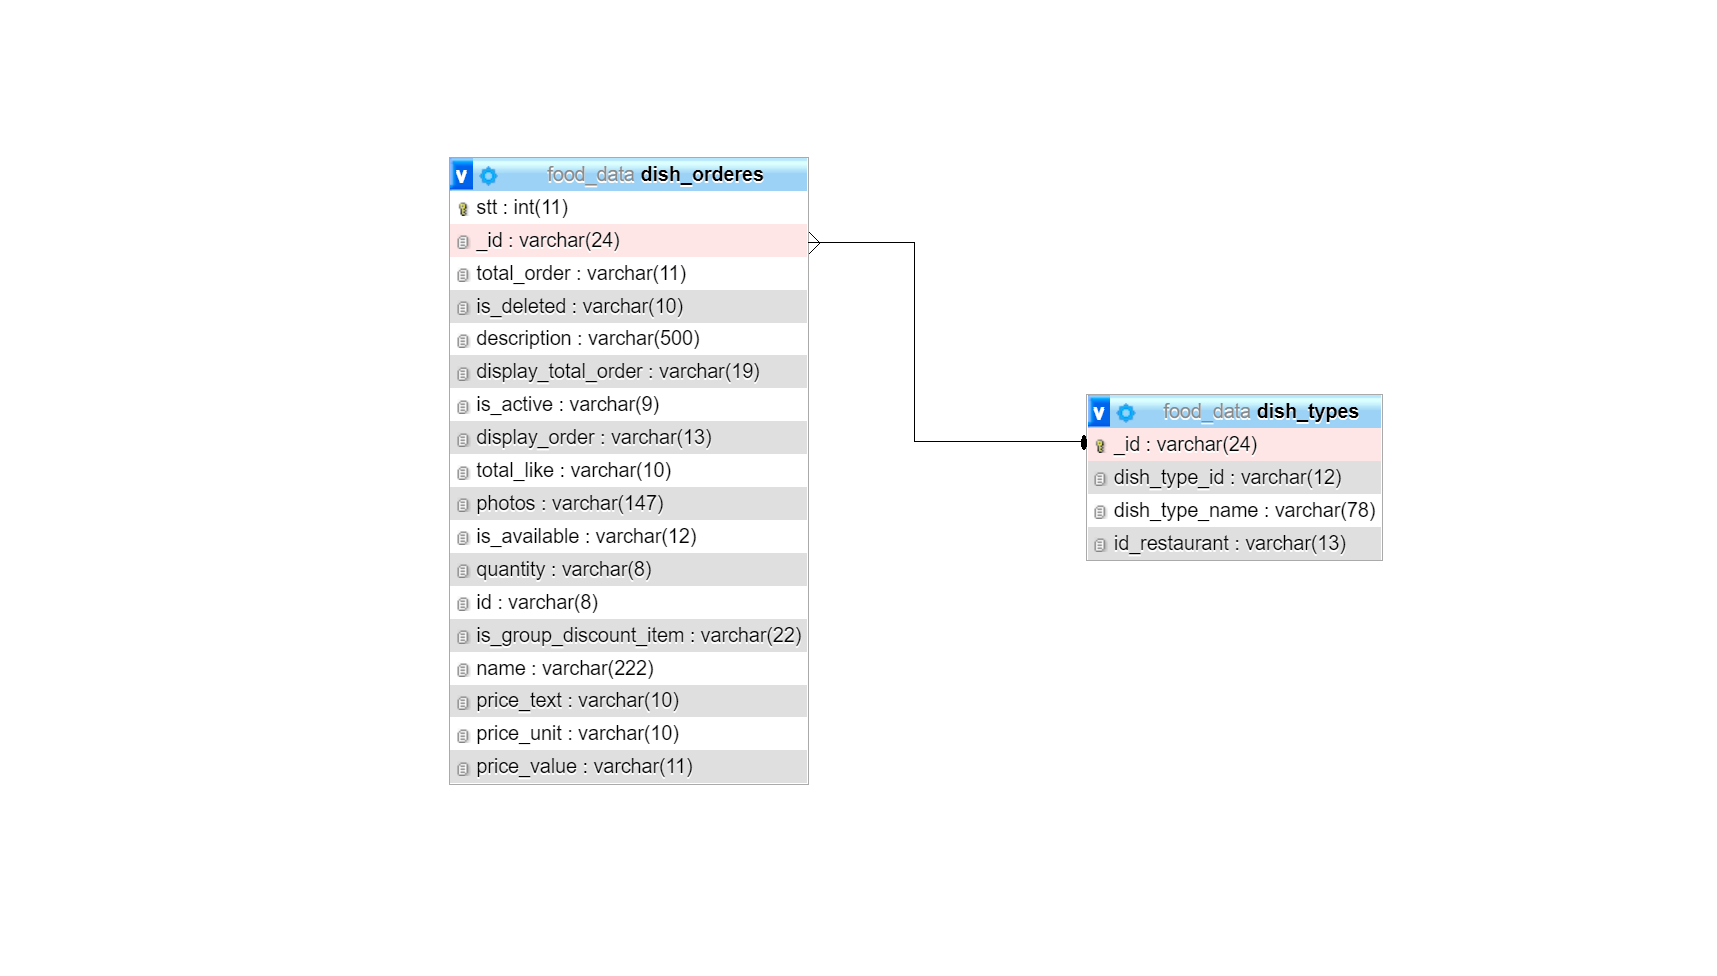 v food_data dish_orderes
stt : int(11)
_id : varchar(24)
total_order : varchar(11)
is_deleted : varchar(10)
description : varchar(500)
display_total_order : varchar(19)
is_active : varchar(9)
display_order : varchar(13)
total_like : varchar(10)
photos : varchar(147)
is_available : varchar(12)
quantity : varchar(8)
id : varchar(8)
is_group_discount_item : varchar(22)
name : varchar(222)
price_text : varchar(10)
price_unit : varchar(10)
price_value : varchar(11)
v food_data dish_types
_id : varchar(24)
dish_type_id : varchar(12)
dish_type_name : varchar(78)
id_restaurant : varchar(13)